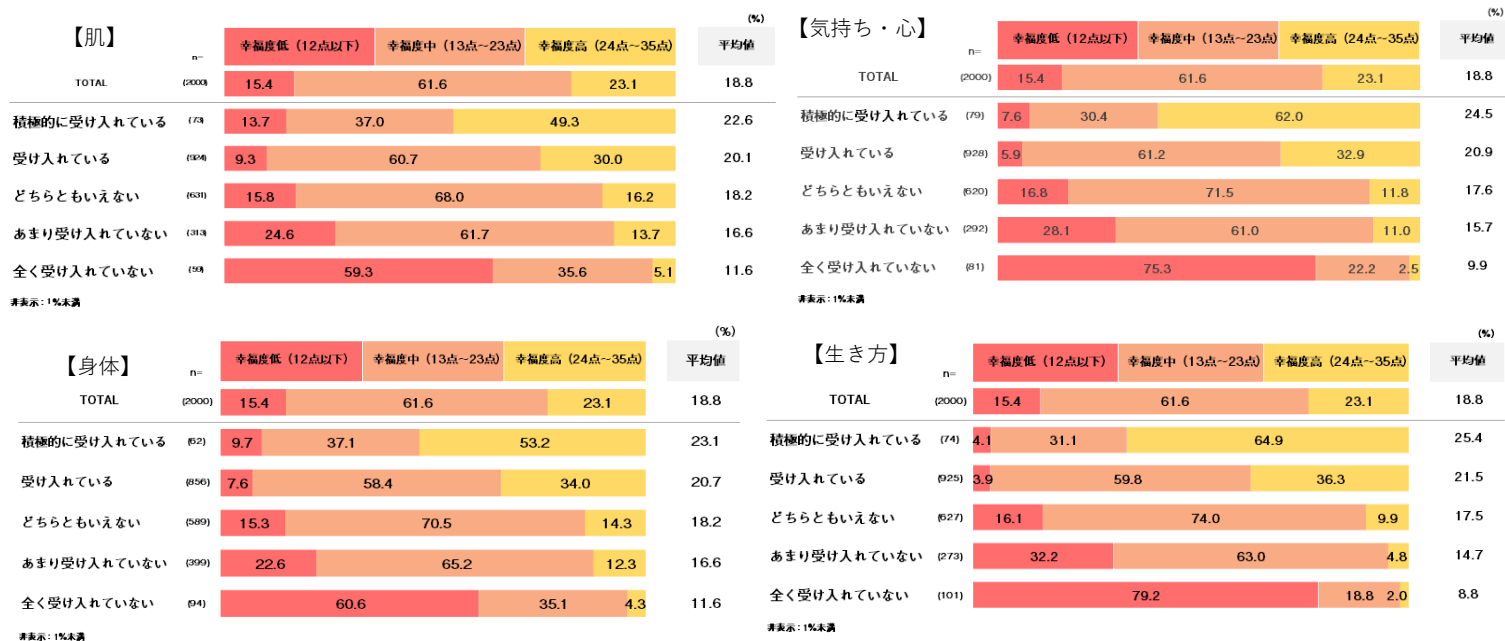 【肌】
(%)
n=
幸福度低（12点以下） 幸福度中（13点～23点） 幸福度高（24点～35点） 平均値
TOTAL (2000) 15.4 61.6 23.1 18.8
積極的に受け入れている (73) 13.7 37.0 49.3 22.6
受け入れている (924) 9.3 60.7 30.0 20.1
どちらともいえない (631) 15.8 68.0 16.2 18.2
あまり受け入れていない (313) 24.6 61.7 13.7 16.6
全く受け入れていない (59) 59.3 35.6 5.1 11.6
非表示：1%未満
【気持ち・心】
(%)
n=
幸福度低（12点以下） 幸福度中（13点～23点） 幸福度高（24点～35点） 平均値
TOTAL (2000) 15.4 61.6 23.1 18.8
積極的に受け入れている (79) 7.6 30.4 62.0 24.5
受け入れている (928) 5.9 61.2 32.9 20.9
どちらともいえない (620) 16.8 71.5 11.8 17.6
あまり受け入れていない (292) 28.1 61.0 11.0 15.7
全く受け入れていない (81) 75.3 22.2 2.5 9.9
非表示：1%未満
【身体】
(%)
n=
幸福度低（12点以下） 幸福度中（13点～23点） 幸福度高（24点～35点） 平均値
TOTAL (2000) 15.4 61.6 23.1 18.8
積極的に受け入れている (62) 9.7 37.1 53.2 23.1
受け入れている (856) 7.6 58.4 34.0 20.7
どちらともいえない (589) 15.3 70.5 14.3 18.2
あまり受け入れていない (399) 22.6 65.2 12.3 16.6
全く受け入れていない (94) 60.6 35.1 4.3 11.6
非表示：1%未満
【生き方】
(%)
n=
幸福度低（12点以下） 幸福度中（13点～23点） 幸福度高（24点～35点） 平均値
TOTAL (2000) 15.4 61.6 23.1 18.8
積極的に受け入れている (74) 4.1 31.1 64.9 25.4
受け入れている (925) 3.9 59.8 36.3 21.5
どちらともいえない (627) 16.1 74.0 9.9 17.5
あまり受け入れていない (273) 32.2 63.0 4.8 14.7
全く受け入れていない (101) 79.2 18.8 2.0 8.8
非表示：1%未満